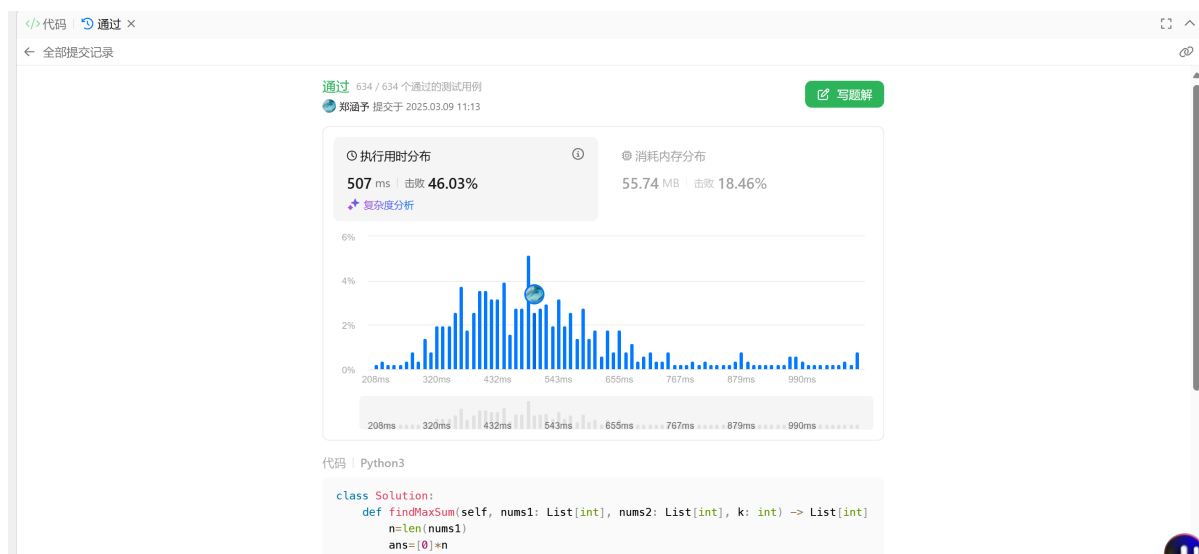 </>代码 通过
全部提交记录
通过 634 / 634 个通过的测试用例
郑涵予 提交于 2025.03.09 11:13
写题解
执行用时分布
507 ms 击败 46.03%
复杂度分析
消耗内存分布
55.74 MB 击败 18.46%
6%
4%
2%
0%
208ms 320ms 432ms 543ms 655ms 767ms 879ms 990ms
208ms 320ms 432ms 543ms 655ms 767ms 879ms 990ms
代码 Python3
class Solution:
    def findMaxSum(self, nums1: List[int], nums2: List[int], k: int) -> List[int]
        n=len(nums1)
        ans=[0]*n